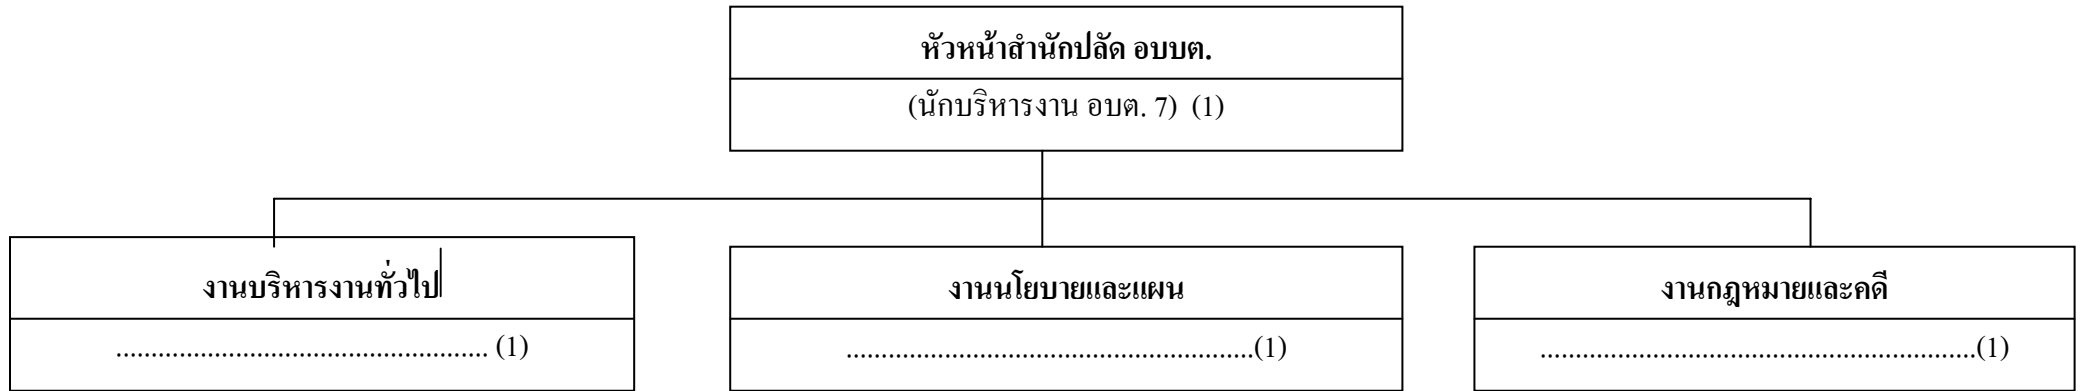 หัวหน้าสำนักปลัด อบบต.
(นักบริหารงาน อบต. 7) (1)
งานบริหารงานทั่วไป
.................................................... (1)
งานนโยบายและแผน
.........................................................(1)
งานกฎหมายและคดี
.............................................................(1)